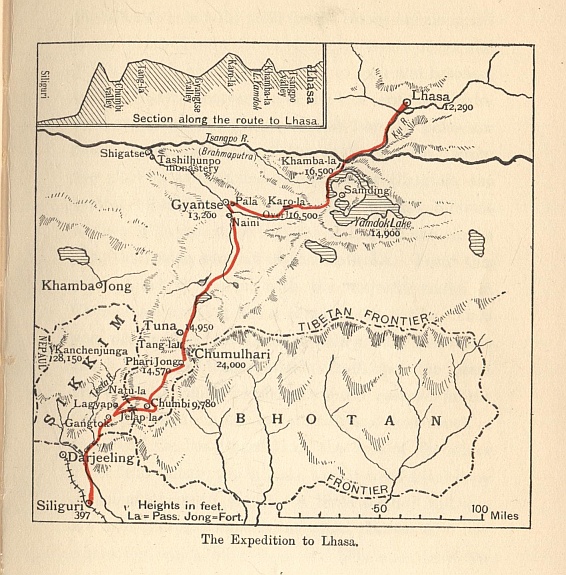 Siliguri
Chumbi valley
Tang-la
Gyangtse Valley
Karo-la
L. Yamdok
Khamba-la
Tsangpo valley
Lhasa
Section along the route to Lhasa.
Lhasa
12,290
Kyi R.
Tsangpo R.
(Brahmaputra)
Shigatse
Tashilhunpo
monastery
Khamba-la
16,500
Samding
Gyantse
13,200
Pala
Karo-la
Over 16,500
Naini
Yamdok Lake
14,900
Khamba Jong
Tuna
14,950
TIBETAN FRONTIER
Tang-la
NEPAUL
Kanchenjunga
28,150
Phari Jong
14,570
Chumulhari
24,000
SIKKIM
Teesta R.
Natu-la
Lagyapa
Chumbi 9,780
Jelap-la
Gangtok
BHOTAN
Darjeeling
FRONTIER
Siliguri
397
Heights in feet.
La = Pass. Jong = Fort.
0 50 100
Miles
The Expedition to Lhasa.